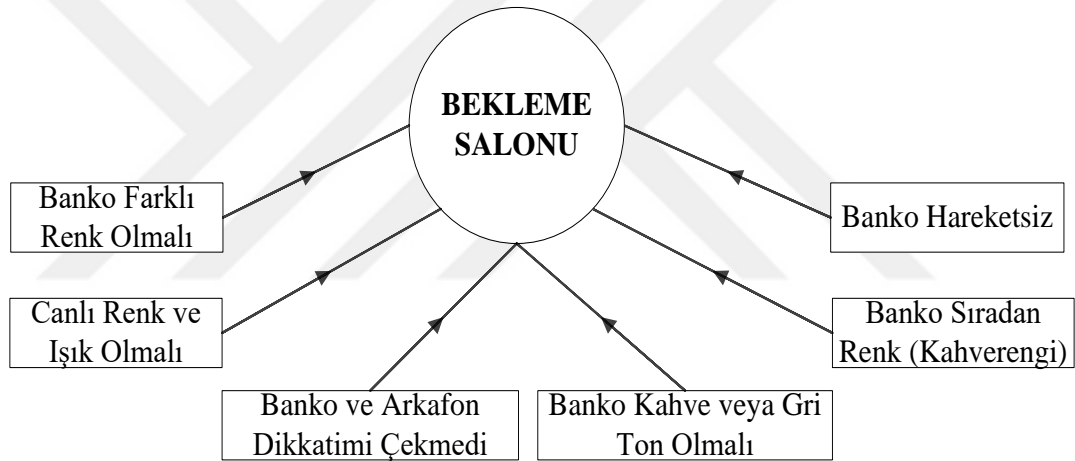 BEKLEME
SALONU
Banko Farklı
Renk Olmalı
Banko Hareketsiz
Canlı Renk ve
Işık Olmalı
Banko Sıradan
Renk (Kahverengi)
Banko ve Arkafon
Dikkatimi Çekmedi
Banko Kahve veya Gri
Ton Olmalı